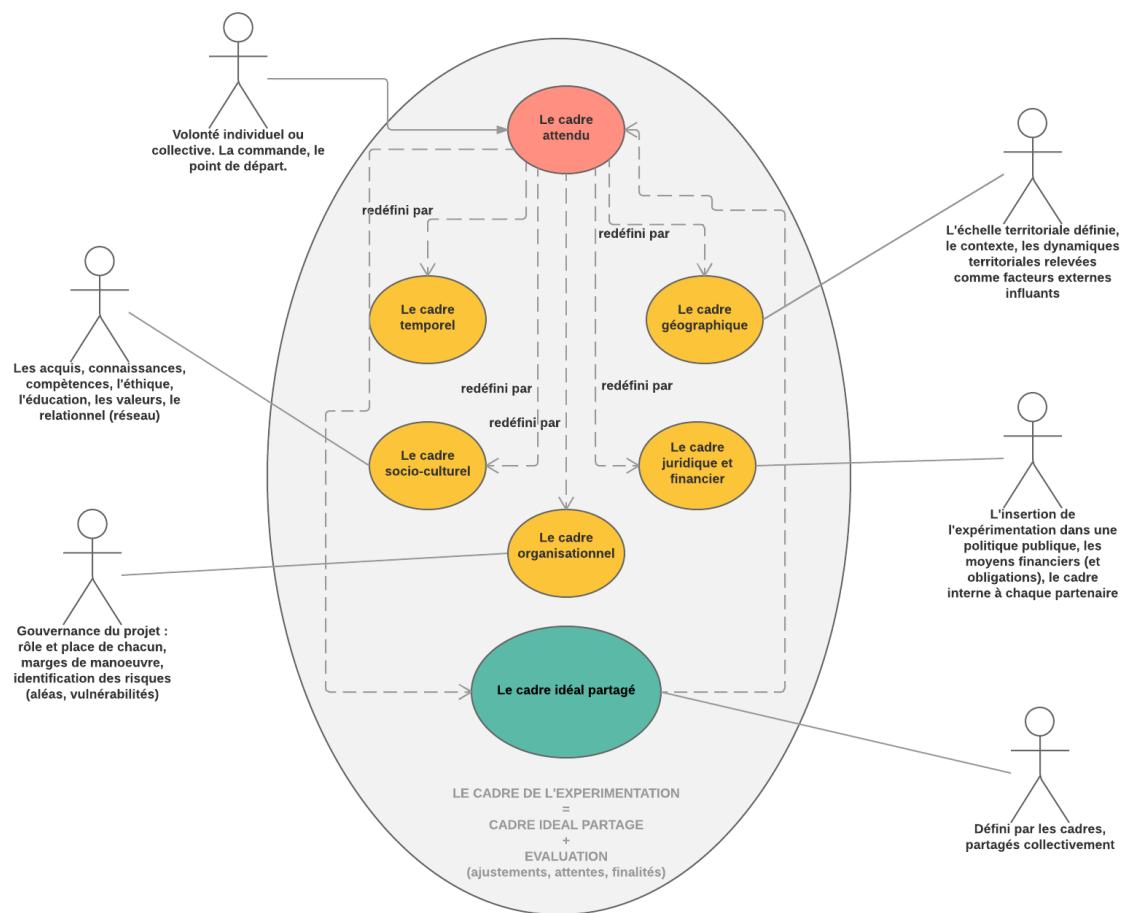 Le cadre
attendu
Volonté individuel ou
collective. La commande, le
point de départ.
redéfini par
redéfini par
L'échelle territoriale définie,
le contexte, les dynamiques
territoriales relevées
comme facteurs externes
influants
Le cadre
temporel
Le cadre
géographique
Les acquis, connaissances,
compètences, l'éthique,
l'éducation, les valeurs, le
relationnel (réseau)
redéfini par
redéfini par
redéfini par
Le cadre
socio-culturel
Le cadre
juridique et
financier
L'insertion de
l'expérimentation dans une
politique publique, les
moyens financiers (et
obligations), le cadre
interne à chaque partenaire
Le cadre
organisationnel
Gouvernance du projet :
rôle et place de chacun,
marges de manoeuvre,
identification des risques
(aléas, vulnérabilités)
Le cadre idéal partagé
LE CADRE DE L'EXPERIMENTATION
=
CADRE IDEAL PARTAGE
+
EVALUATION
(ajustements, attentes, finalités)
Défini par les cadres,
partagés collectivement